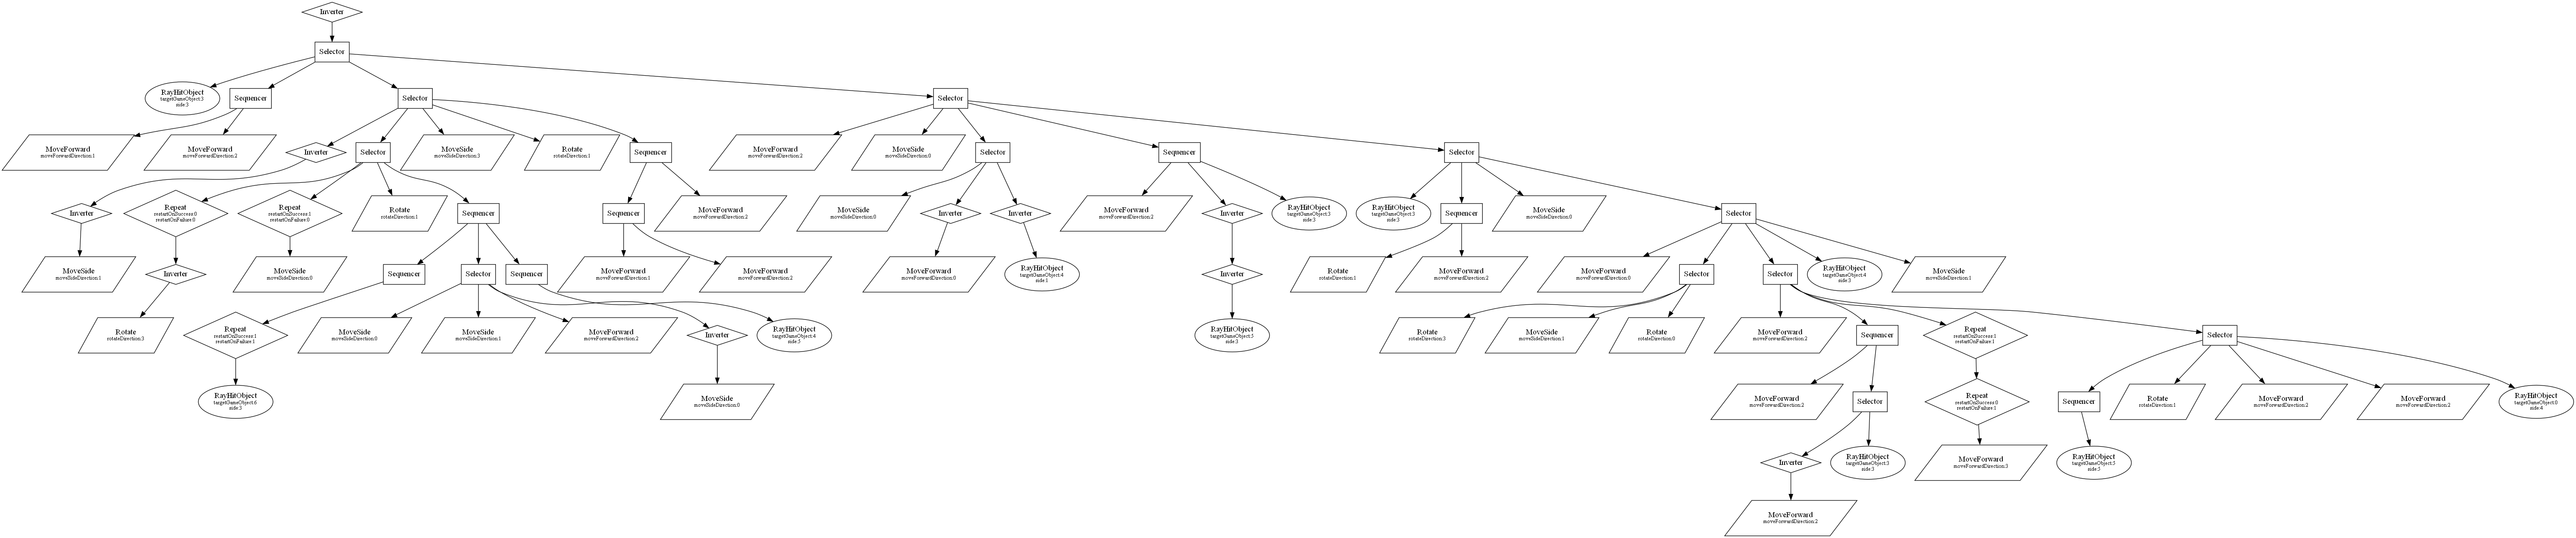 Inverter
Selector
RayHitObject
targetGameObject:3
side:3
Sequencer
Selector
Selector
MoveForward
moveForwardDirection:1
MoveForward
moveForwardDirection:2
Inverter
Selector
MoveSide
moveSideDirection:3
Rotate
rotateDirection:1
Sequencer
MoveForward
moveForwardDirection:2
MoveSide
moveSideDirection:0
Selector
Sequencer
Selector
Inverter
Repeat
restartOnSuccess:0
restartOnFailure:0
Repeat
restartOnSuccess:1
restartOnFailure:0
Rotate
rotateDirection:1
Sequencer
Sequencer
MoveForward
moveForwardDirection:2
MoveSide
moveSideDirection:0
Inverter
Inverter
MoveForward
moveForwardDirection:2
Inverter
RayHitObject
targetGameObject:3
side:3
RayHitObject
targetGameObject:3
side:3
Sequencer
MoveSide
moveSideDirection:0
Selector
MoveSide
moveSideDirection:1
Inverter
MoveSide
moveSideDirection:0
Sequencer
Selector
Sequencer
MoveForward
moveForwardDirection:1
MoveForward
moveForwardDirection:2
MoveForward
moveForwardDirection:0
RayHitObject
targetGameObject:4
side:1
Inverter
Rotate
rotateDirection:1
MoveForward
moveForwardDirection:2
MoveForward
moveForwardDirection:0
Selector
Selector
RayHitObject
targetGameObject:4
side:3
MoveSide
moveSideDirection:1
Rotate
rotateDirection:3
Repeat
restartOnSuccess:1
restartOnFailure:1
MoveSide
moveSideDirection:0
MoveSide
moveSideDirection:1
MoveForward
moveForwardDirection:2
Inverter
RayHitObject
targetGameObject:4
side:3
RayHitObject
targetGameObject:3
side:3
Rotate
rotateDirection:3
MoveSide
moveSideDirection:1
Rotate
rotateDirection:0
MoveForward
moveForwardDirection:2
Sequencer
Repeat
restartOnSuccess:1
restartOnFailure:1
Selector
RayHitObject
targetGameObject:6
side:3
MoveSide
moveSideDirection:0
MoveForward
moveForwardDirection:2
Selector
Repeat
restartOnSuccess:0
restartOnFailure:1
Sequencer
Rotate
rotateDirection:1
MoveForward
moveForwardDirection:2
MoveForward
moveForwardDirection:2
RayHitObject
targetGameObject:0
side:4
Inverter
RayHitObject
targetGameObject:3
side:3
MoveForward
moveForwardDirection:3
RayHitObject
targetGameObject:3
side:3
MoveForward
moveForwardDirection:2